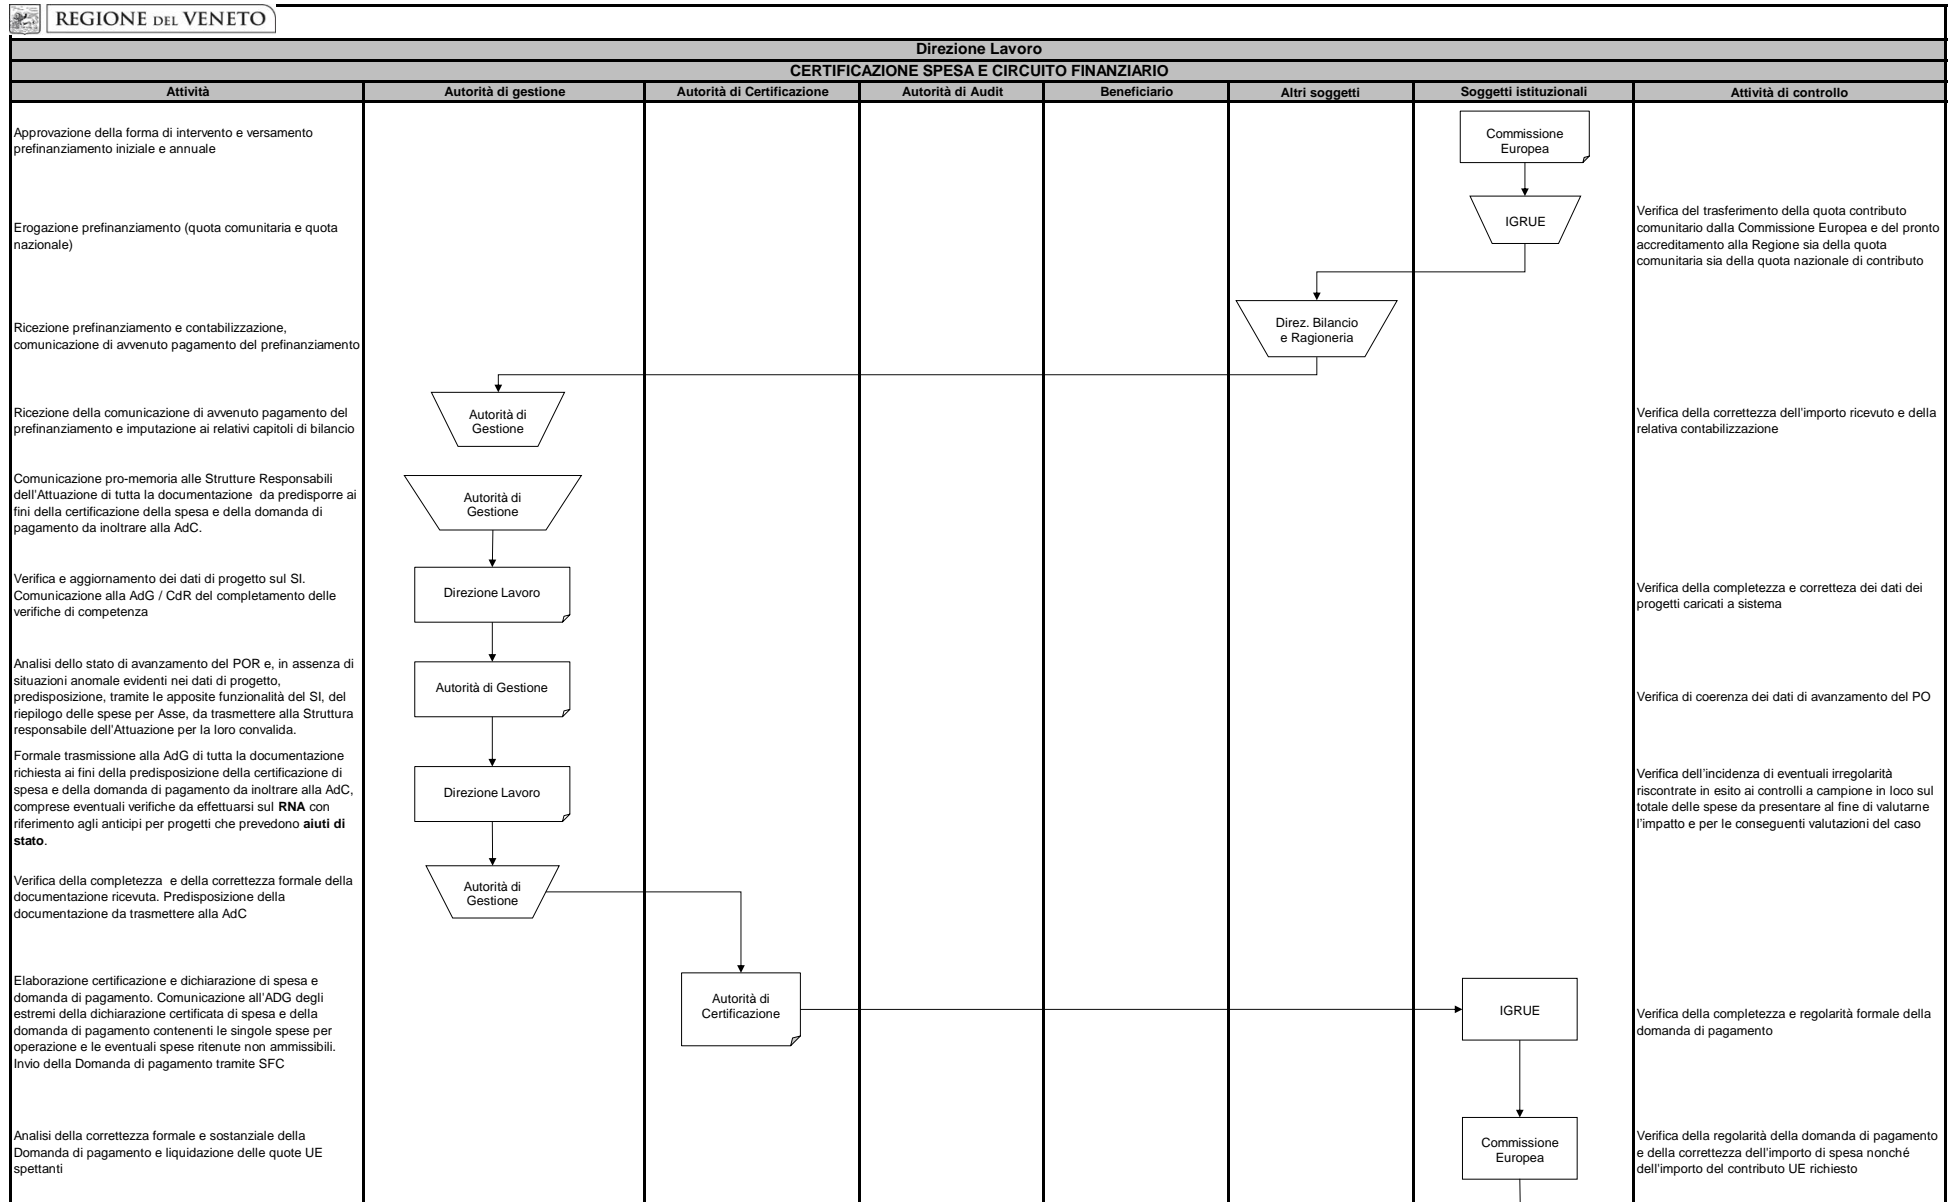 REGIONE DEL VENETO
Direzione Lavoro
CERTIFICAZIONE SPESA E CIRCUITO FINANZIARIO
Attività
Autorità di gestione
Autorità di Certificazione
Autorità di Audit
Beneficiario
Altri soggetti
Soggetti istituzionali
Attività di controllo
Approvazione della forma di intervento e versamento
prefinanziamento iniziale e annuale
Commissione
Europea
Erogazione prefinanziamento (quota comunitaria e quota
nazionale)
IGRUE
Verifica del trasferimento della quota contributo
comunitario dalla Commissione Europea e del pronto
accreditamento alla Regione sia della quota
comunitaria sia della quota nazionale di contributo
Ricezione prefinanziamento e contabilizzazione,
comunicazione di avvenuto pagamento del prefinanziamento
Direz. Bilancio
e Ragioneria
Ricezione della comunicazione di avvenuto pagamento del
prefinanziamento e imputazione ai relativi capitoli di bilancio
Autorità di
Gestione
Verifica della correttezza dell'importo ricevuto e della
relativa contabilizzazione
Comunicazione pro-memoria alle Strutture Responsabili
dell'Attuazione di tutta la documentazione  da predisporre ai
fini della certificazione della spesa e della domanda di
pagamento da inoltrare alla AdC.
Autorità di
Gestione
Verifica e aggiornamento dei dati di progetto sul SI.
Comunicazione alla AdG / CdR del completamento delle
verifiche di competenza
Direzione Lavoro
Verifica della completezza e corretteza dei dati dei
progetti caricati a sistema
Analisi dello stato di avanzamento del POR e, in assenza di
situazioni anomale evidenti nei dati di progetto,
predisposizione, tramite le apposite funzionalità del SI, del
riepilogo delle spese per Asse, da trasmettere alla Struttura
responsabile dell'Attuazione per la loro convalida.
Autorità di Gestione
Verifica di coerenza dei dati di avanzamento del PO
Formale trasmissione alla AdG di tutta la documentazione
richiesta ai fini della predisposizione della certificazione di
spesa e della domanda di pagamento da inoltrare alla AdC,
comprese eventuali verifiche da effettuarsi sul RNA con
riferimento agli anticipi per progetti che prevedono aiuti di
stato.
Direzione Lavoro
Verifica dell'incidenza di eventuali irregolarità
riscontrate in esito ai controlli a campione in loco sul
totale delle spese da presentare al fine di valutarne
l'impatto e per le conseguenti valutazioni del caso
Verifica della completezza  e della correttezza formale della
documentazione ricevuta. Predisposizione della
documentazione da trasmettere alla AdC
Autorità di
Gestione
Elaborazione certificazione e dichiarazione di spesa e
domanda di pagamento. Comunicazione all'ADG degli
estremi della dichiarazione certificata di spesa e della
domanda di pagamento contenenti le singole spese per
operazione e le eventuali spese ritenute non ammissibili.
Invio della Domanda di pagamento tramite SFC
Autorità di
Certificazione
IGRUE
Verifica della completezza e regolarità formale della
domanda di pagamento
Analisi della correttezza formale e sostanziale della
Domanda di pagamento e liquidazione delle quote UE
spettanti
Commissione
Europea
Verifica della regolarità della domanda di pagamento
e della correttezza dell'importo di spesa nonché
dell'importo del contributo UE richiesto